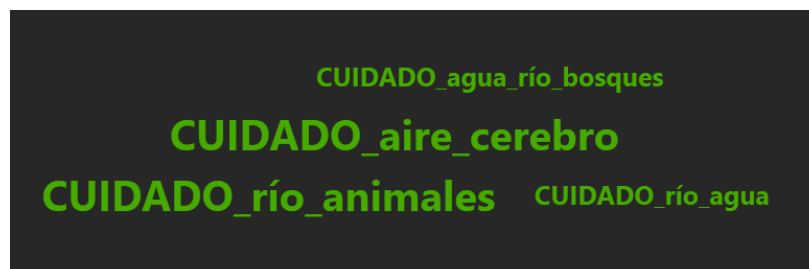 CUIDADO_agua_río_bosques
CUIDADO_aire_cerebro
CUIDADO_río_animales CUIDADO_río_agua